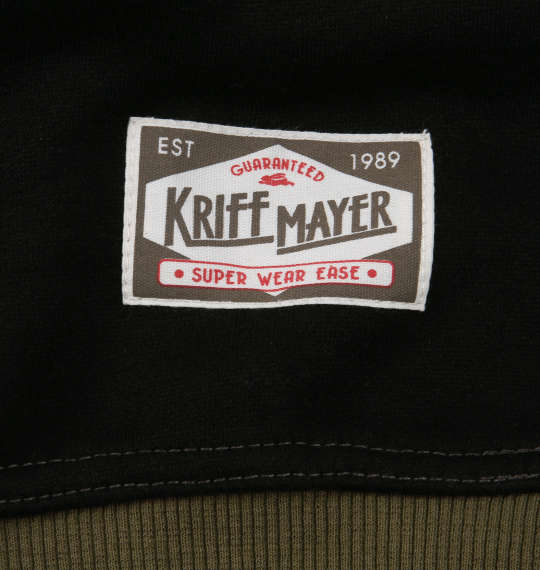 EST 1989
GUARANTEED
KRIFF MAYER
• SUPER WEAR EASE •